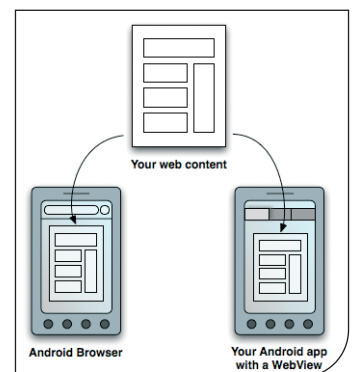 Your web content
Android Browser
Your Android app
with a WebView